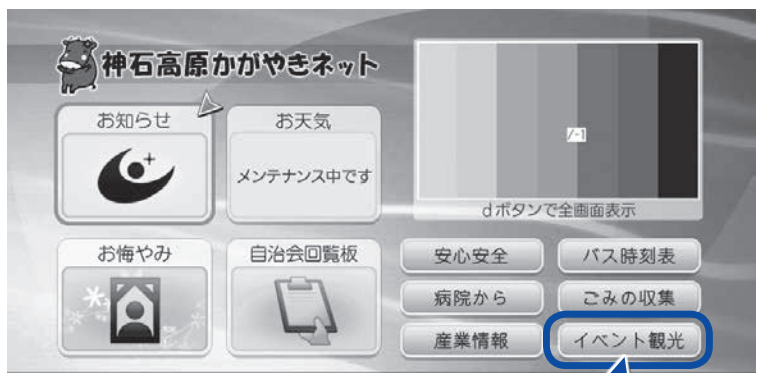 神石高原かがやきネット
お知らせ
お天気
メンテナンス中です
/-1
dボタンで全画面表示
お悔やみ
自治会回覧板
安心安全
バス時刻表
病院から
ごみの収集
産業情報
イベント観光